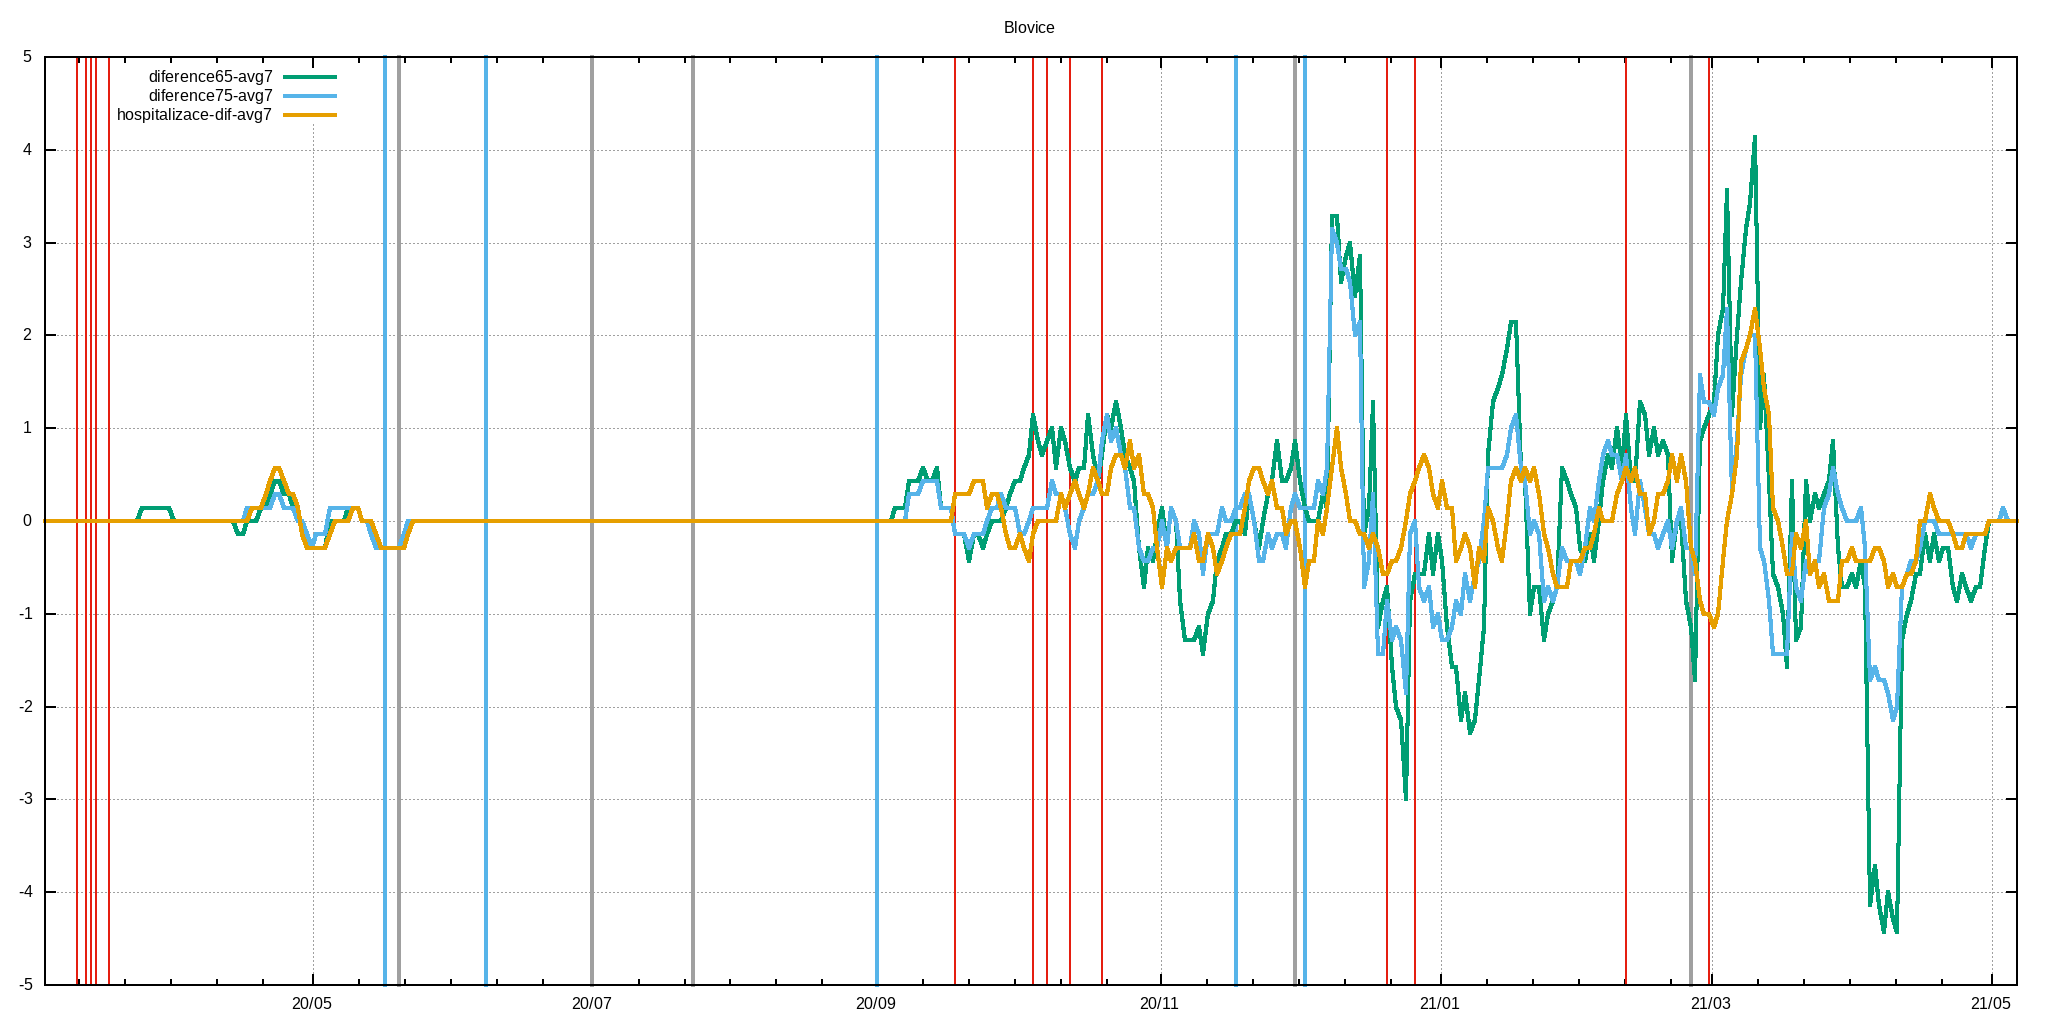 Blovice
5
diference65-avg7
diference75-avg7
hospitalizace-dif-avg7
4
3
2
1
0
-1
-2
-3
-4
-5
20/05 20/07 20/09 20/11 21/01 21/03 21/05